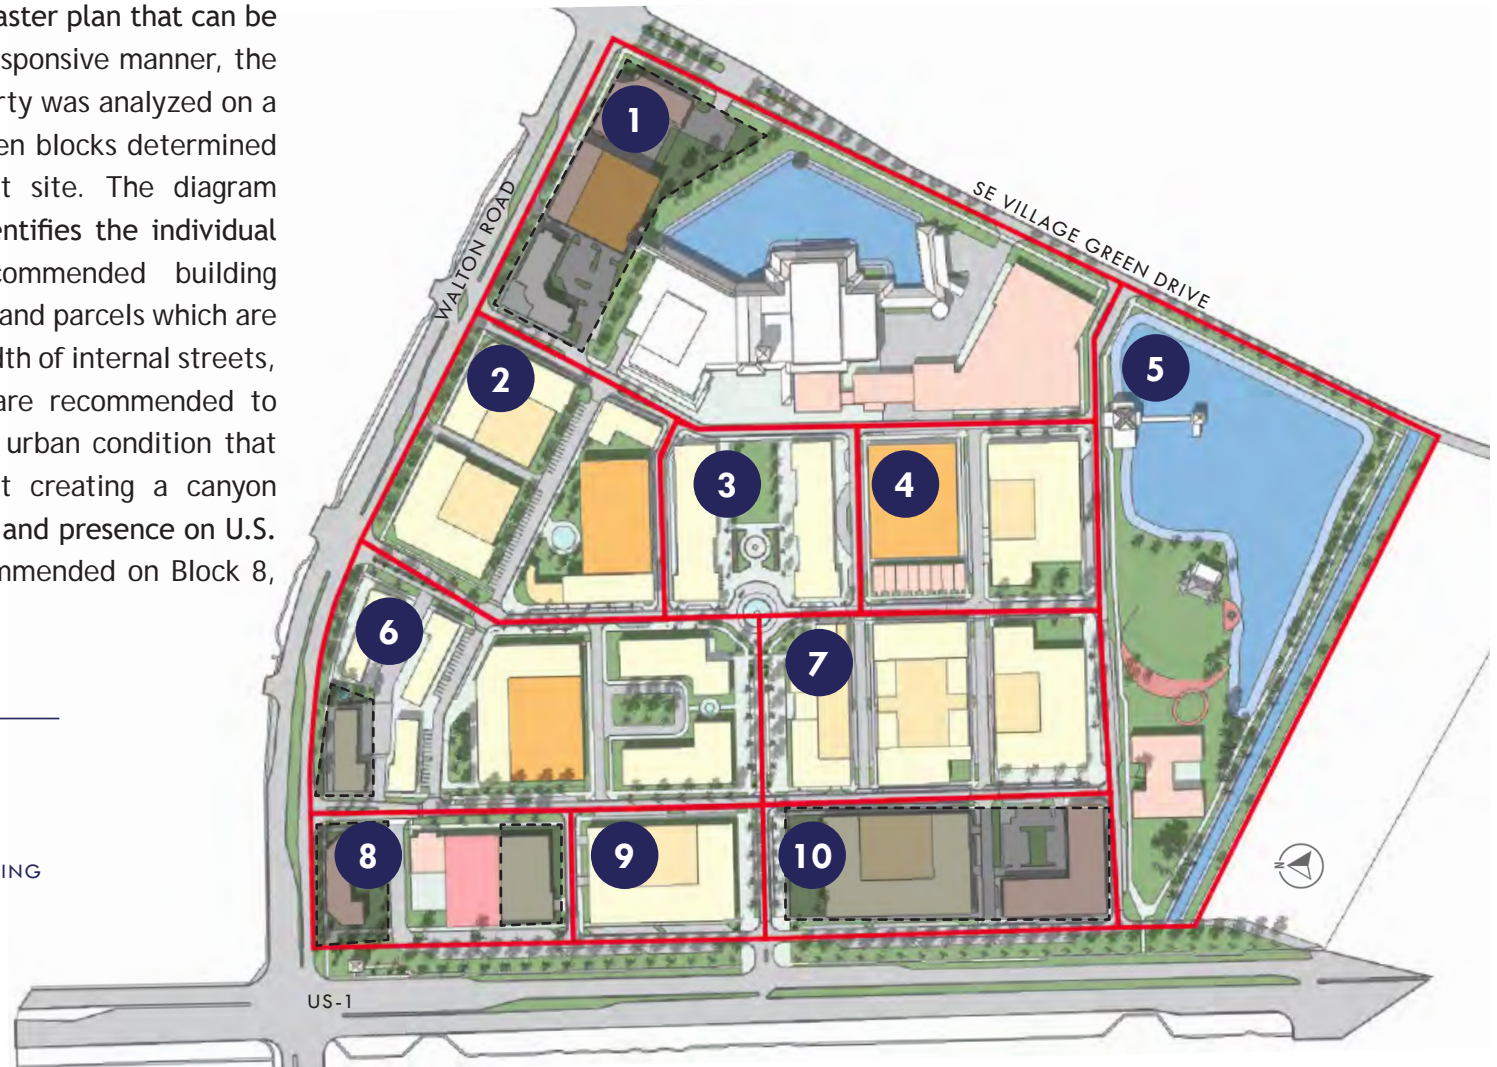 aster plan that can be
sponsive manner, the
rty was analyzed on a
en blocks determined
t site. The diagram
entifies the individual
commended building
and parcels which are
dth of internal streets,
are recommended to
urban condition that
t creating a canyon
and presence on U.S.
mmended on Block 8,
ING
WALTON ROAD
SE VILLAGE GREEN DRIVE
1
2
3
4
5
6
7
8
9
10
N
US-1